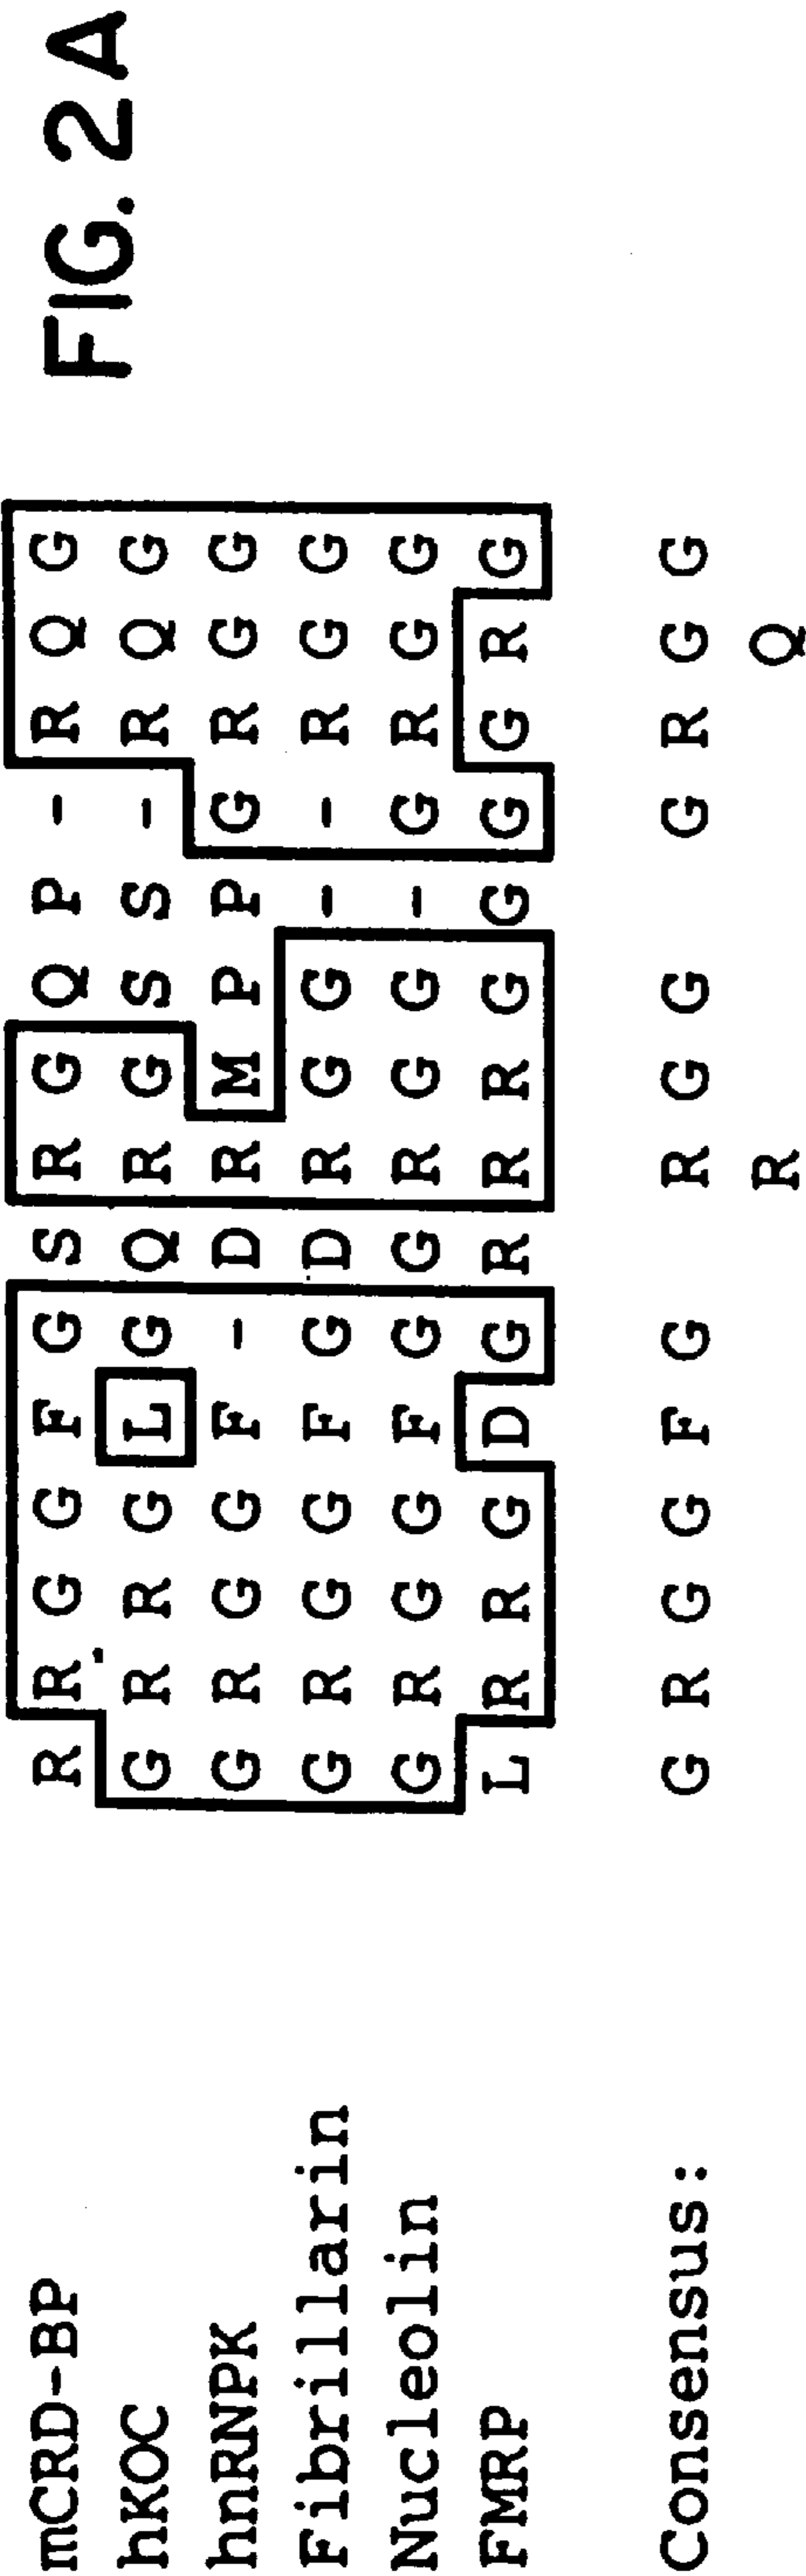 FIG. 2A
mCRD-BP R R G G F G S R G Q P - R Q G
hKOC G R R G L G Q R G S S - R Q G
hnRNPK G R G G F - D R M P P G R G G
Fibrillarin G R G G F G D R G G - - R G G
Nucleolin G R G G F G G R G G - G R G G
FMRP L R R G D G R R R G G G G R G
Consensus: G R G G F G R G G G R G G
R Q